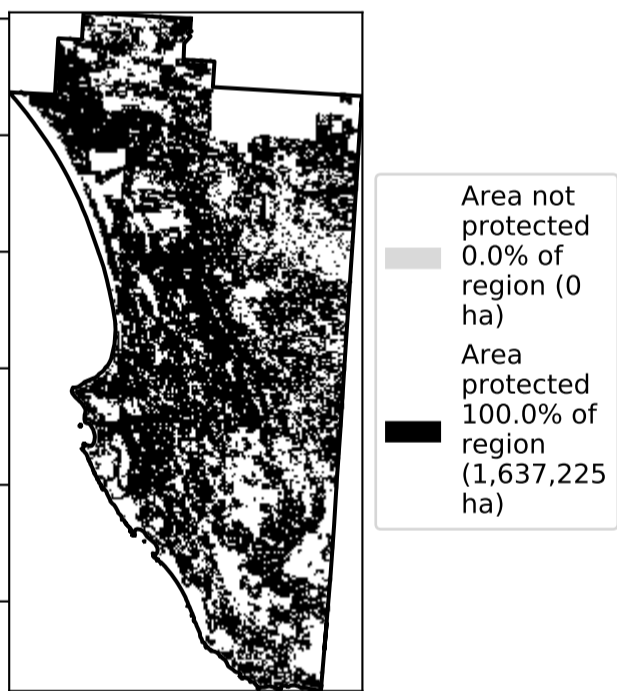 Area not
protected
0.0% of
region (0
ha)
Area
protected
100.0% of
region
(1,637,225
ha)